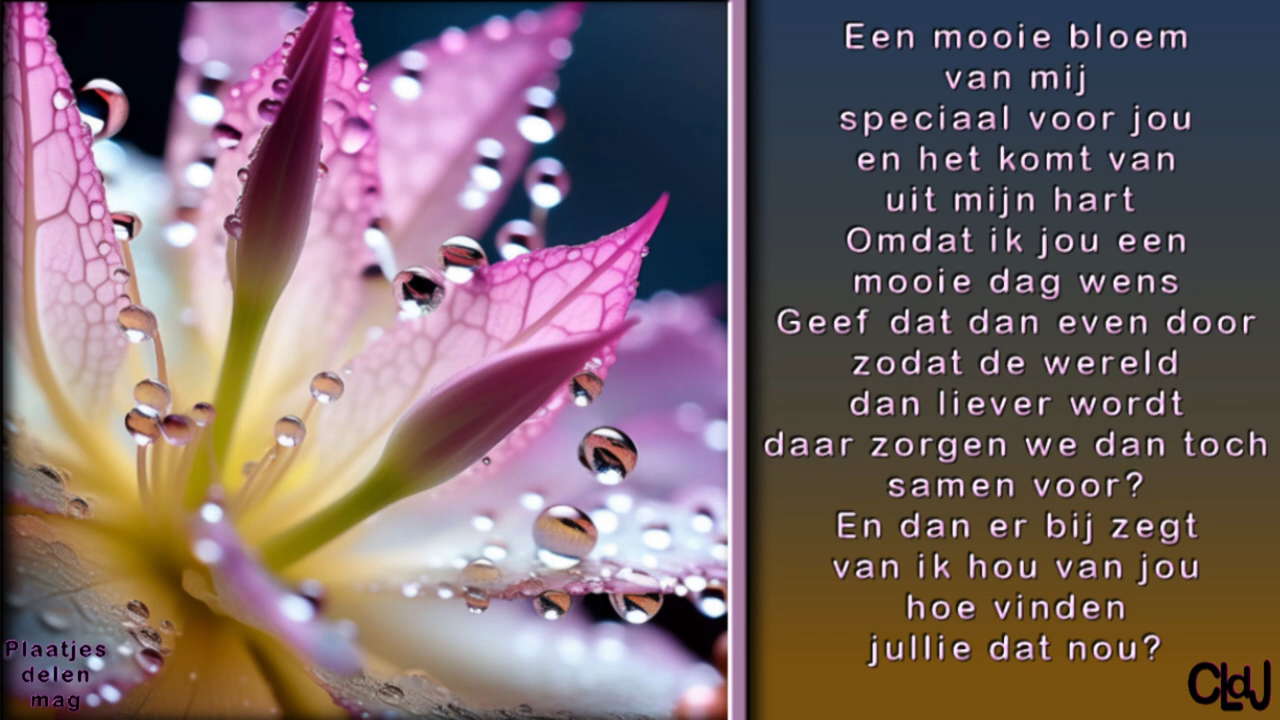 Een mooie bloem
van mij
speciaal voor jou
en het komt van
uit mijn hart
Omdat ik jou een
mooie dag wens
Geef dat dan even door
zodat de wereld
dan liever wordt
daar zorgen we dan toch
samen voor?
En dan er bij zegt
van ik hou van jou
hoe vinden
jullie dat nou?
Plaatjes
delen
mag
CLdJ